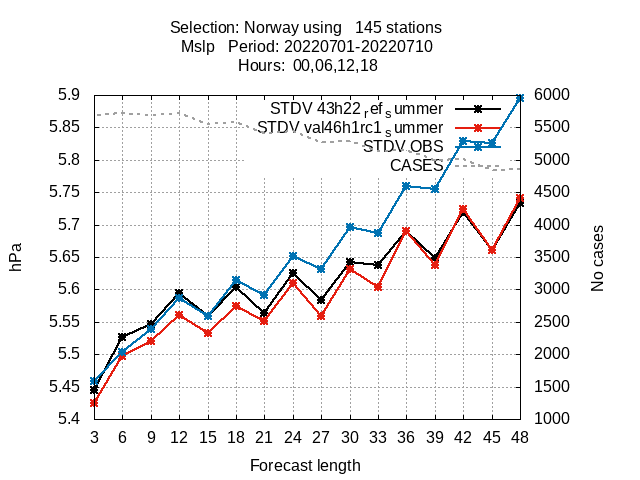 Selection: Norway using   145 stations
Mslp   Period: 20220701-20220710
Hours:  00,06,12,18
5.9
5.85
5.8
5.75
5.7
5.65
5.6
5.55
5.5
5.45
5.4
hPa
STDV 43h22_ref_summer
STDV val46h1rc1_summer
STDV OBS
CASES
6000
5500
5000
4500
4000
3500
3000
2500
2000
1500
1000
No cases
3 6 9 12 15 18 21 24 27 30 33 36 39 42 45 48
Forecast length